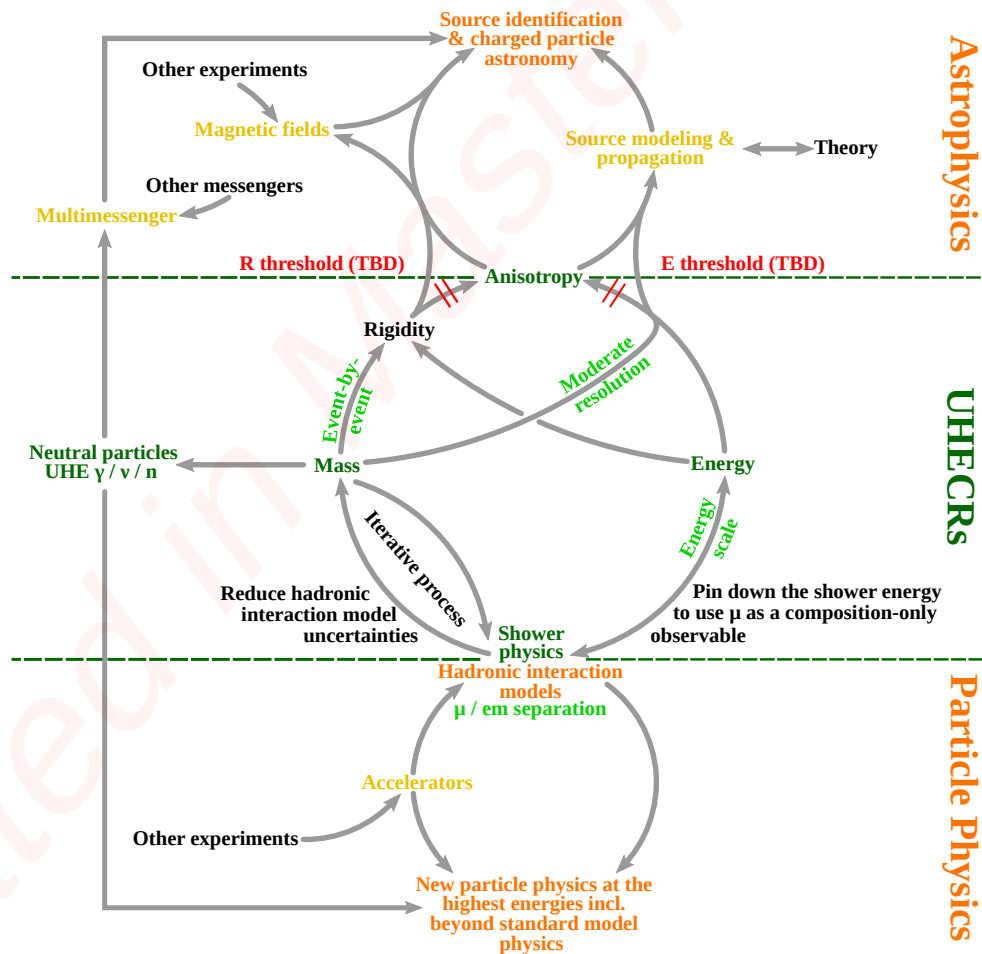 Source identification
& charged particle
astronomy
Other experiments
Magnetic fields
Source modeling &
propagation
Theory
Other messengers
Multimessenger
Astrophysics
R threshold (TBD)
E threshold (TBD)
Anisotropy
Rigidity
Event-by-
event
Moderate
resolution
Neutral particles
UHE γ / ν / n
Mass
Energy
UHECRs
Energy
scale
Iterative process
Reduce hadronic
interaction model
uncertainties
Pin down the shower energy
to use μ as a composition-only
observable
Shower
physics
Hadronic interaction
models
μ / em separation
Accelerators
Other experiments
Particle Physics
New particle physics at the
highest energies incl.
beyond standard model
physics